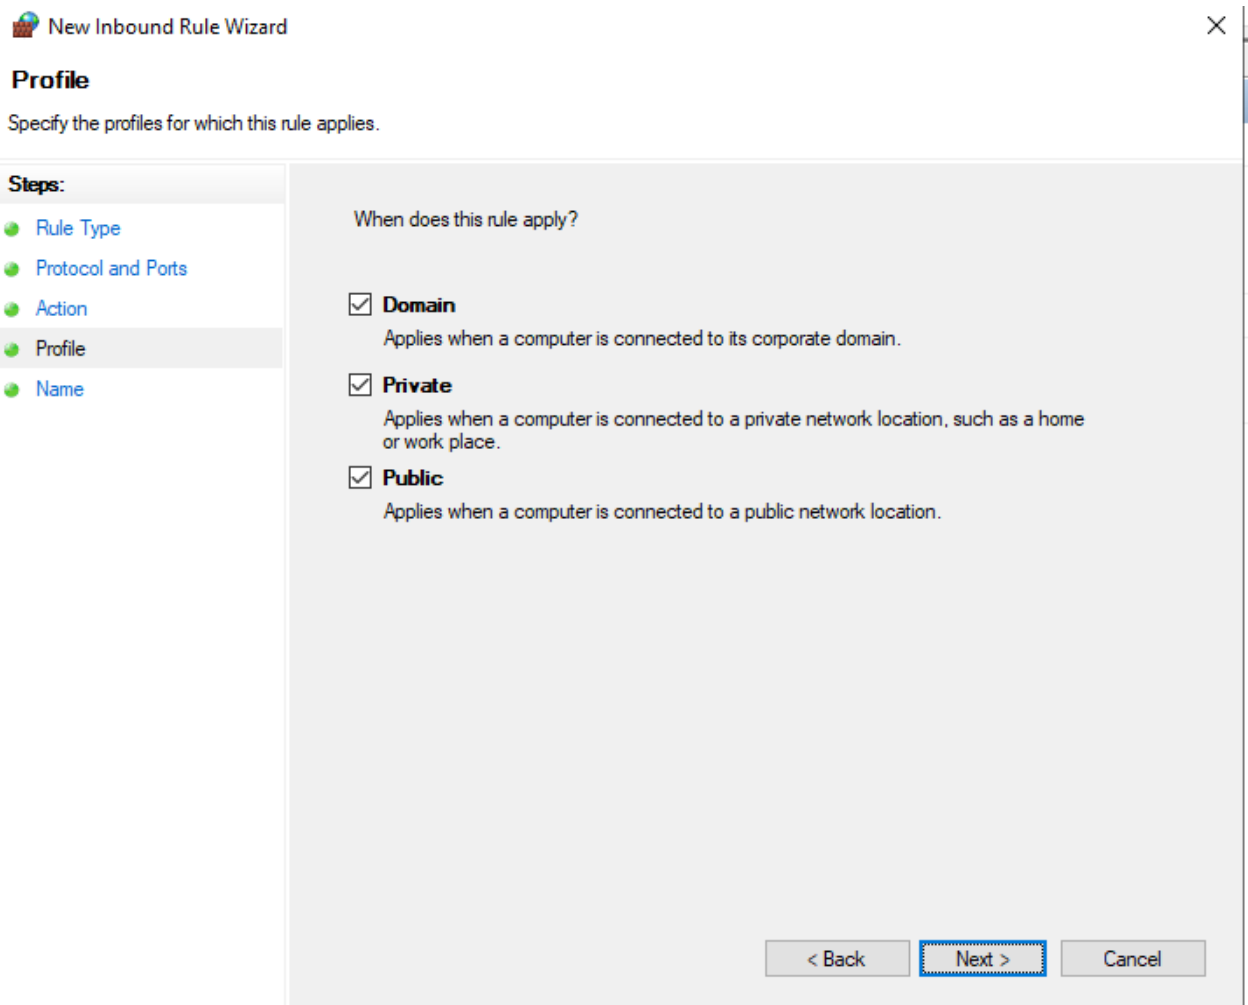 New Inbound Rule Wizard
Profile
Specify the profiles for which this rule applies.
Steps:
Rule Type
Protocol and Ports
Action
Profile
Name
When does this rule apply?
Domain
Applies when a computer is connected to its corporate domain.
Private
Applies when a computer is connected to a private network location, such as a home
or work place.
Public
Applies when a computer is connected to a public network location.
< Back
Next >
Cancel